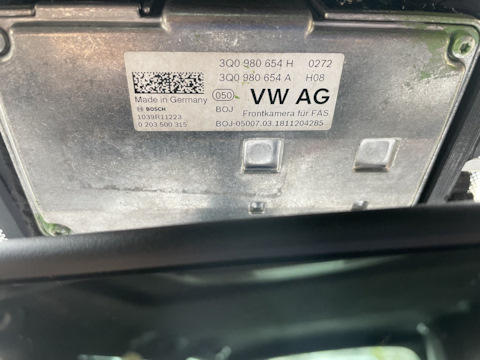 3Q0 980 654 H 0272
3Q0 980 654 A H08
Made in Germany 050 VW AG
BOSCH BOJ
1039R11223 Frontkamera für FAS
0 203 500 315 BOJ-05007.03.1811204285